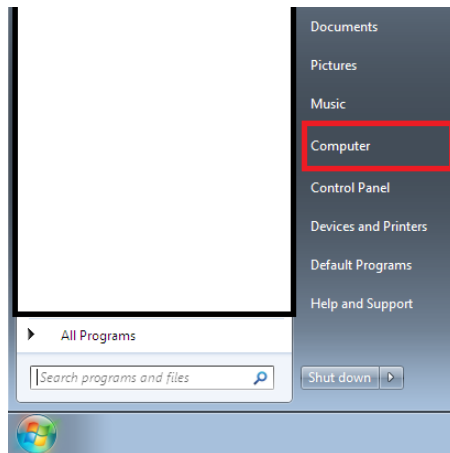 Documents
Pictures
Music
Computer
Control Panel
Devices and Printers
Default Programs
Help and Support
All Programs
Search programs and files
Shut down